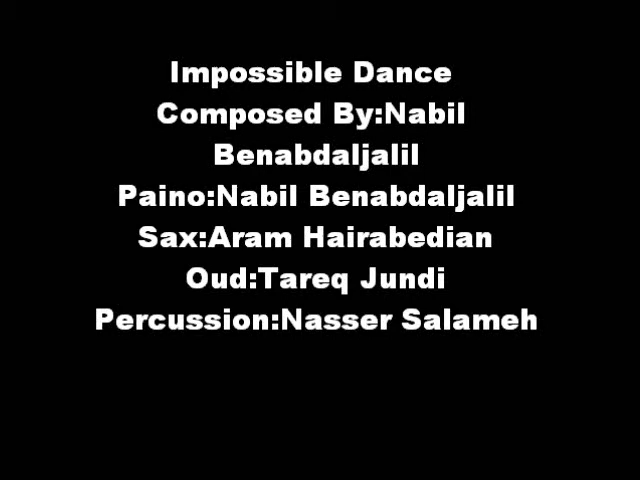 Impossible Dance
Composed By:Nabil
Benabdaljalil
Paino:Nabil Benabdaljalil
Sax:Aram Hairabedian
Oud:Tareq Jundi
Percussion:Nasser Salameh